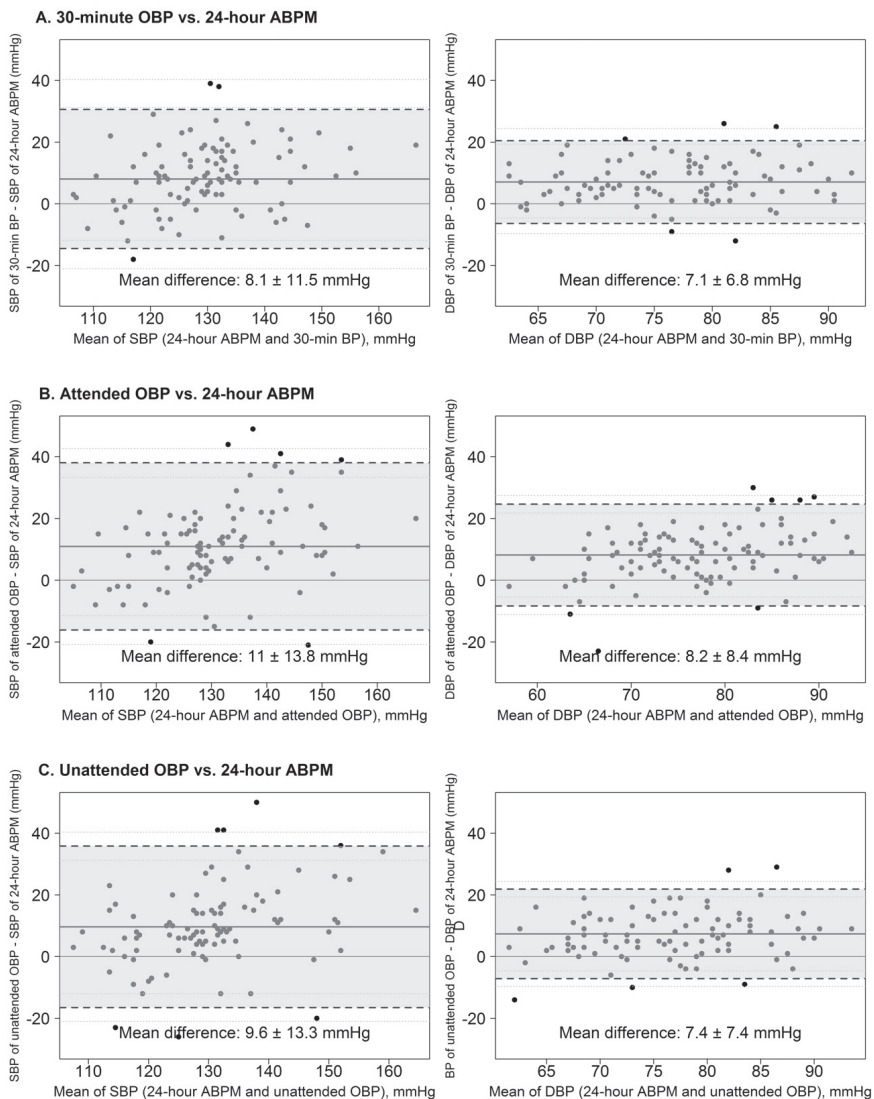 A. 30-minute OBP vs. 24-hour ABPM
SBP of 30-min BP - SBP of 24-hour ABPM (mmHg)
40
20
0
-20
Mean difference: 8.1 ± 11.5 mmHg
110 120 130 140 150 160
Mean of SBP (24-hour ABPM and 30-min BP), mmHg
DBP of 30-min BP - DBP of 24-hour ABPM (mmHg)
40
20
0
-20
Mean difference: 7.1 ± 6.8 mmHg
65 70 75 80 85 90
Mean of DBP (24-hour ABPM and 30-min BP), mmHg
B. Attended OBP vs. 24-hour ABPM
SBP of attended OBP - SBP of 24-hour ABPM (mmHg)
40
20
0
-20
Mean difference: 11 ± 13.8 mmHg
110 120 130 140 150 160
Mean of SBP (24-hour ABPM and attended OBP), mmHg
DBP of attended OBP - DBP of 24-hour ABPM (mmHg)
40
20
0
-20
Mean difference: 8.2 ± 8.4 mmHg
60 70 80 90
Mean of DBP (24-hour ABPM and attended OBP), mmHg
C. Unattended OBP vs. 24-hour ABPM
SBP of unattended OBP - SBP of 24-hour ABPM (mmHg)
40
20
0
-20
Mean difference: 9.6 ± 13.3 mmHg
110 120 130 140 150 160
Mean of SBP (24-hour ABPM and unattended OBP), mmHg
BP of unattended OBP - DBP of 24-hour ABPM (mmHg)
D
40
20
0
-20
Mean difference: 7.4 ± 7.4 mmHg
65 70 75 80 85 90
Mean of DBP (24-hour ABPM and unattended OBP), mmHg